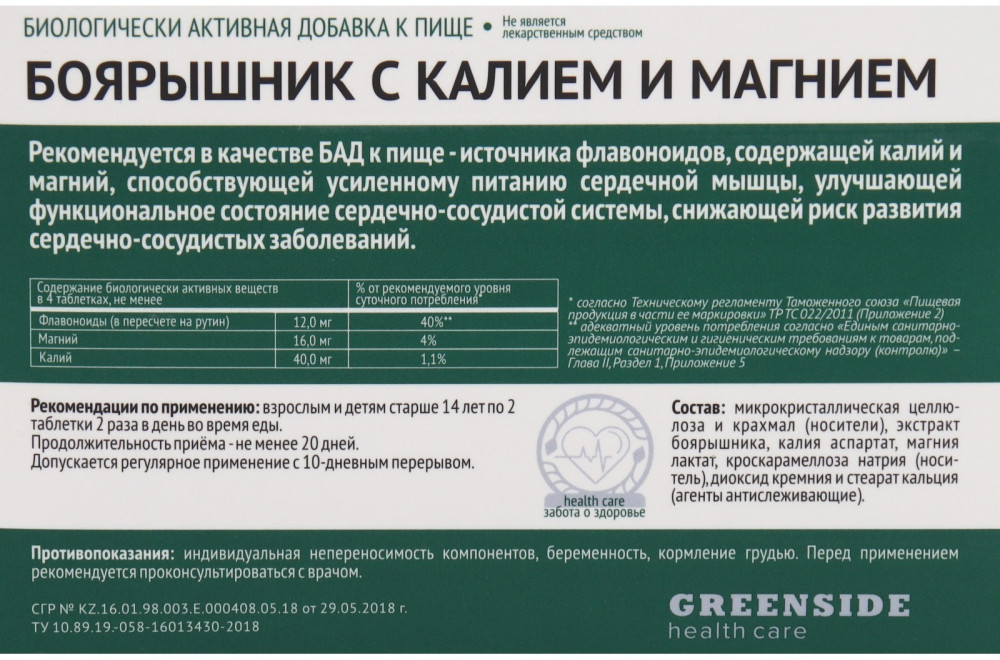 БИОЛОГИЧЕСКИ АКТИВНАЯ ДОБАВКА К ПИЩЕ • Не является
лекарственным средством
БОЯРЫШНИК С КАЛИЕМ И МАГНИЕМ
Рекомендуется в качестве БАД к пище - источника флавоноидов, содержащей калий и
магний, способствующей усиленному питанию сердечной мышцы, улучшающей
функциональное состояние сердечно-сосудистой системы, снижающей риск развития
сердечно-сосудистых заболеваний.
Содержание биологически активных веществ
в 4 таблетках, не менее
% от рекомендуемого уровня
суточного потребления*
Флавоноиды (в пересчете на рутин) 12,0 мг 40%**
Магний 16,0 мг 4%
Калий 40,0 мг 1,1%
* согласно Техническому регламенту Таможенного союза «Пищевая
продукция в части ее маркировки» ТР ТС 022/2011 (Приложение 2)
** адекватный уровень потребления согласно «Единым санитарно-
эпидемиологическим и гигиеническим требованиям к товарам, под-
лежащим санитарно-эпидемиологическому надзору (контролю)» –
Глава II, Раздел 1, Приложение 5
Рекомендации по применению: взрослым и детям старше 14 лет по 2
таблетки 2 раза в день во время еды.
Продолжительность приёма - не менее 20 дней.
Допускается регулярное применение с 10-дневным перерывом.
health care
забота о здоровье
Состав: микрокристаллическая целлю-
лоза и крахмал (носители), экстракт
боярышника, калия аспартат, магния
лактат, кроскарамеллоза натрия (носи-
тель), диоксид кремния и стеарат кальция
(агенты антислеживающие).
Противопоказания: индивидуальная непереносимость компонентов, беременность, кормление грудью. Перед применением
рекомендуется проконсультироваться с врачом.
СГР № KZ.16.01.98.003.Е.000408.05.18 от 29.05.2018 г.
ТУ 10.89.19.-058-16013430-2018
GREENSIDE
health care